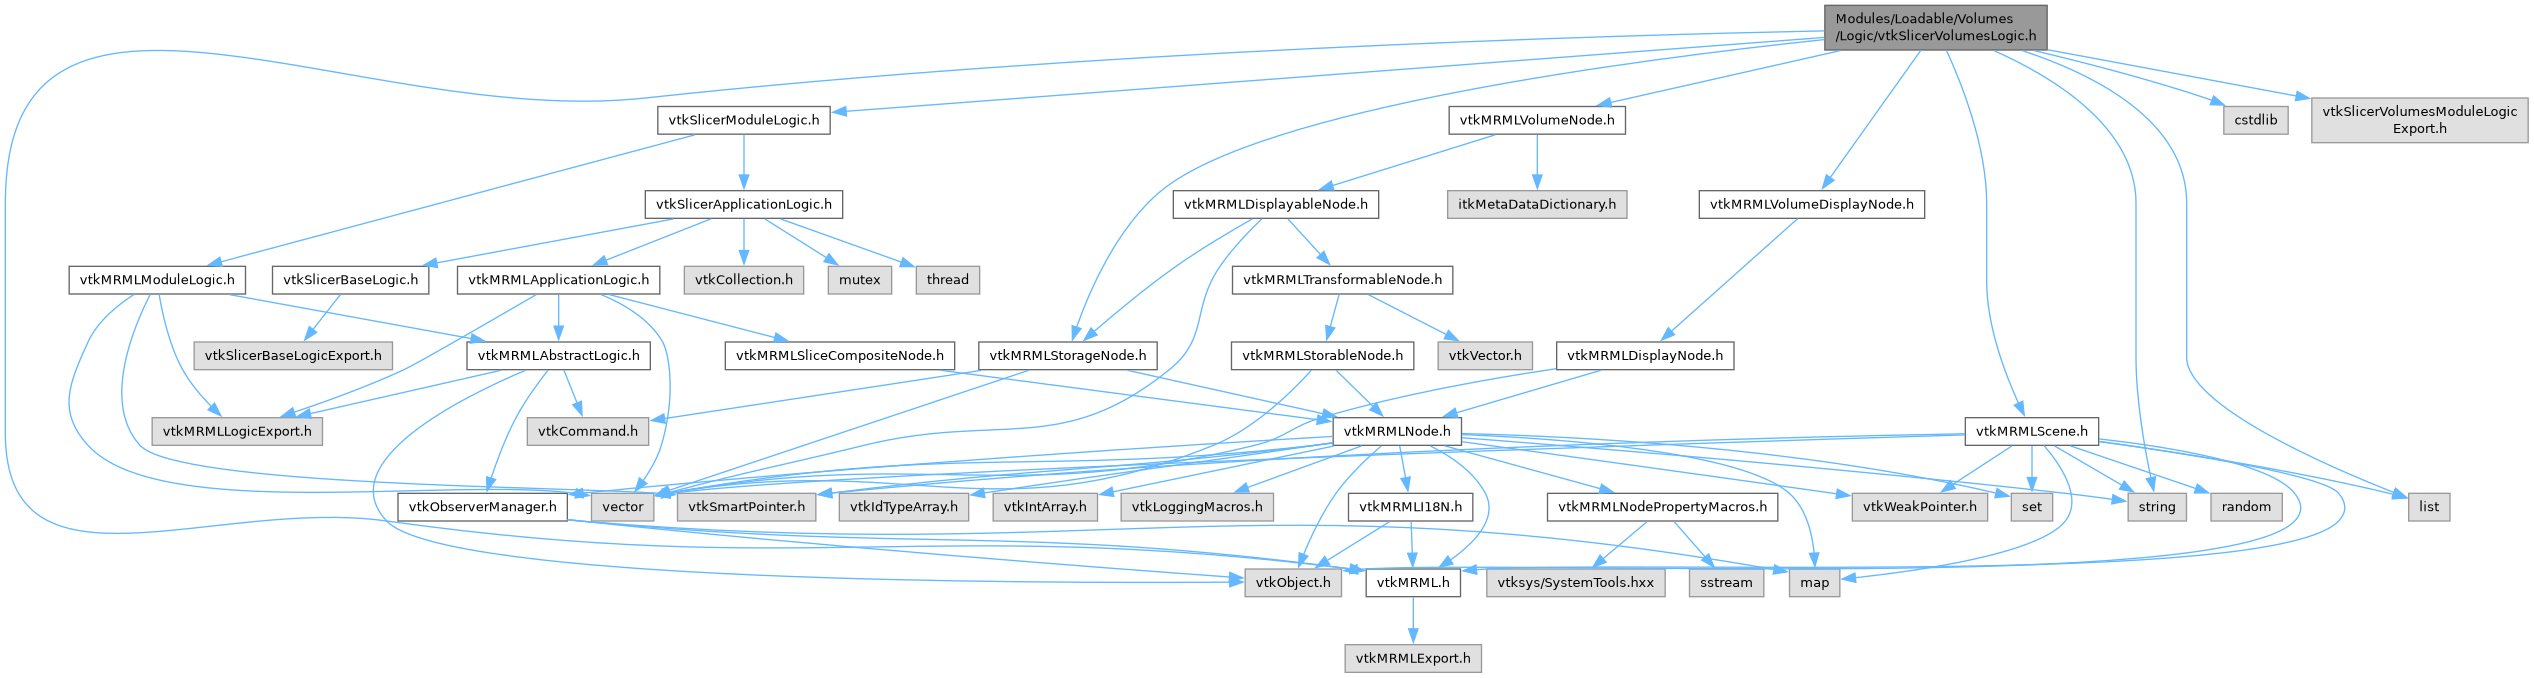 Modules/Loadable/Volumes
/Logic/vtkSlicerVolumesLogic.h
vtkSlicerModuleLogic.h
vtkMRMLVolumeNode.h
cstdlib
vtkSlicerVolumesModuleLogic
Export.h
vtkSlicerApplicationLogic.h
vtkMRMLDisplayableNode.h
itkMetaDataDictionary.h
vtkMRMLVolumeDisplayNode.h
vtkMRMLModuleLogic.h
vtkSlicerBaseLogic.h
vtkMRMLApplicationLogic.h
vtkCollection.h
mutex
thread
vtkMRMLTransformableNode.h
vtkSlicerBaseLogicExport.h
vtkMRMLAbstractLogic.h
vtkMRMLSliceCompositeNode.h
vtkMRMLStorageNode.h
vtkMRMLStorableNode.h
vtkVector.h
vtkMRMLDisplayNode.h
vtkMRMLLogicExport.h
vtkCommand.h
vtkMRMLNode.h
vtkMRMLScene.h
vtkObserverManager.h
vector
vtkSmartPointer.h
vtkIdTypeArray.h
vtkIntArray.h
vtkLoggingMacros.h
vtkMRMLI18N.h
vtkMRMLNodePropertyMacros.h
vtkWeakPointer.h
set
string
random
list
vtkObject.h
vtkMRML.h
vtksys/SystemTools.hxx
sstream
map
vtkMRMLExport.h